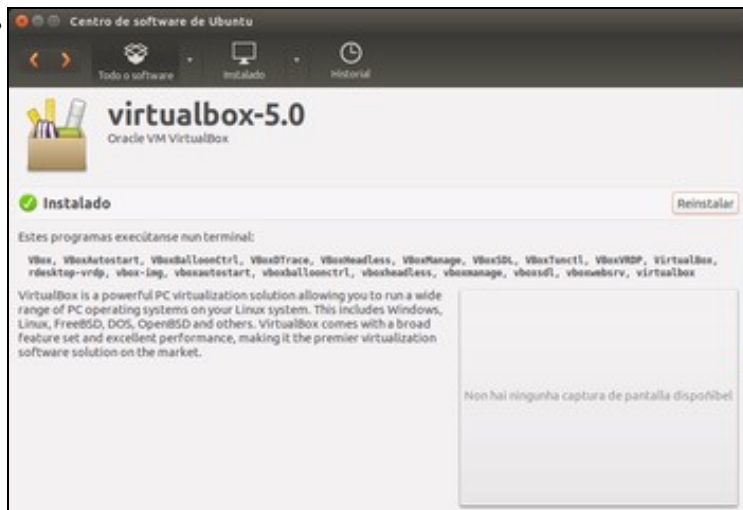 Centro de software de Ubuntu
Todo o software
Instalado
Historial
virtualbox-5.0
Oracle VM VirtualBox
Instalado
Reinstalar
Estes programas execútanse nun terminal:
VBox, VBoxAutostart, VBoxBalloonCtrl, VBoxDTrace, VBoxHeadless, VBoxManage, VBoxSDL, VBoxTunctl, VBoxVRDP, VirtualBox,
rdesktop-vrdp, vbox-img, vboxautostart, vboxballoonctrl, vboxheadless, vboxmanage, vboxsdl, vboxwebsrv, virtualbox
VirtualBox is a powerful PC virtualization solution allowing you to run a wide
range of PC operating systems on your Linux system. This includes Windows,
Linux, FreeBSD, DOS, OpenBSD and others. VirtualBox comes with a broad
feature set and excellent performance, making it the premier virtualization
software solution on the market.
Non hai ningunha captura de pantalla dispoñíbel